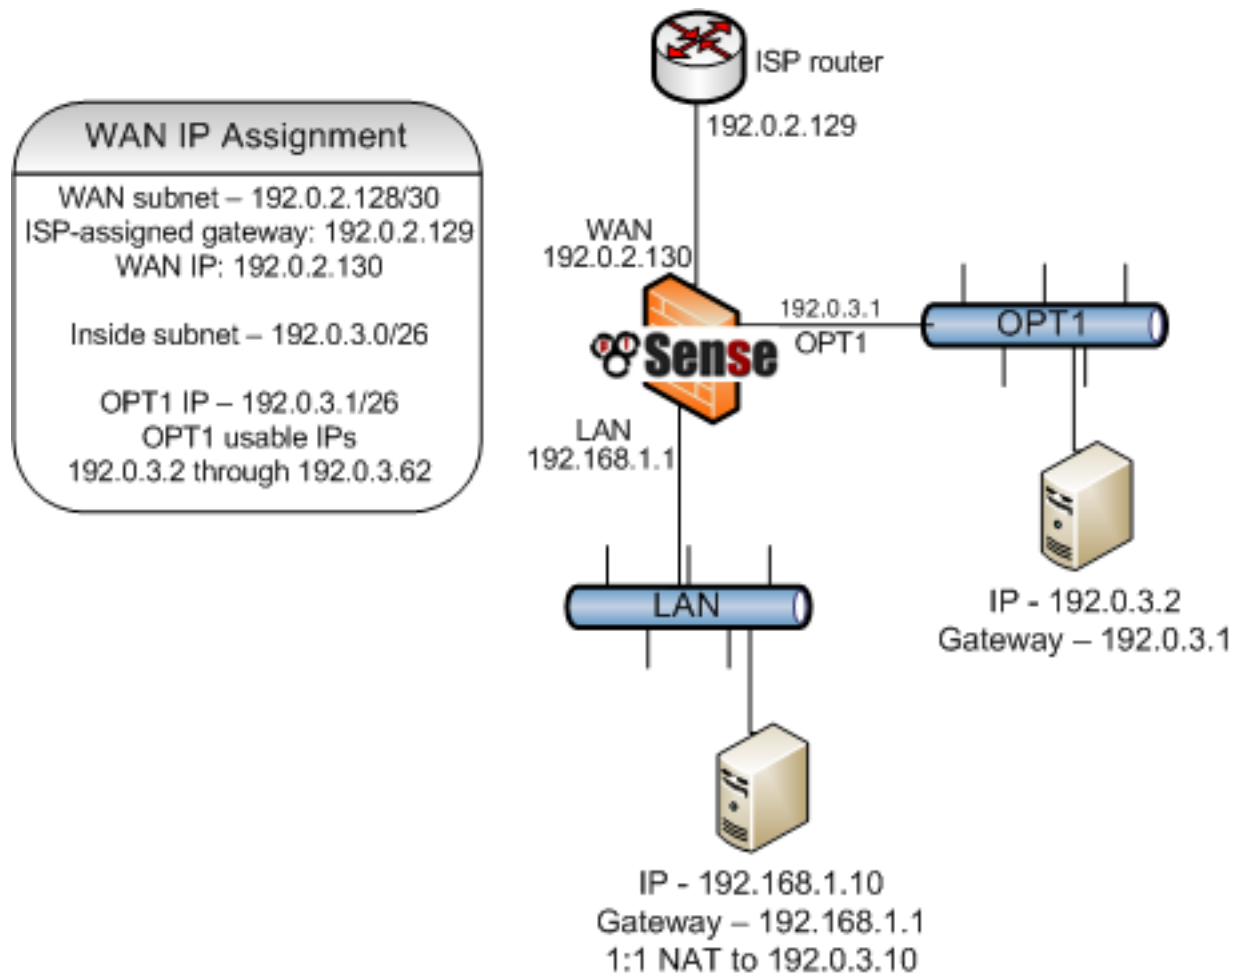 ISP router
192.0.2.129
WAN IP Assignment
WAN subnet – 192.0.2.128/30
ISP-assigned gateway: 192.0.2.129
WAN IP: 192.0.2.130
Inside subnet – 192.0.3.0/26
OPT1 IP – 192.0.3.1/26
OPT1 usable IPs
192.0.3.2 through 192.0.3.62
WAN
192.0.2.130
192.0.3.1
OPT1
OPT1
Sense
LAN
192.168.1.1
IP - 192.0.3.2
Gateway – 192.0.3.1
LAN
IP - 192.168.1.10
Gateway – 192.168.1.1
1:1 NAT to 192.0.3.10